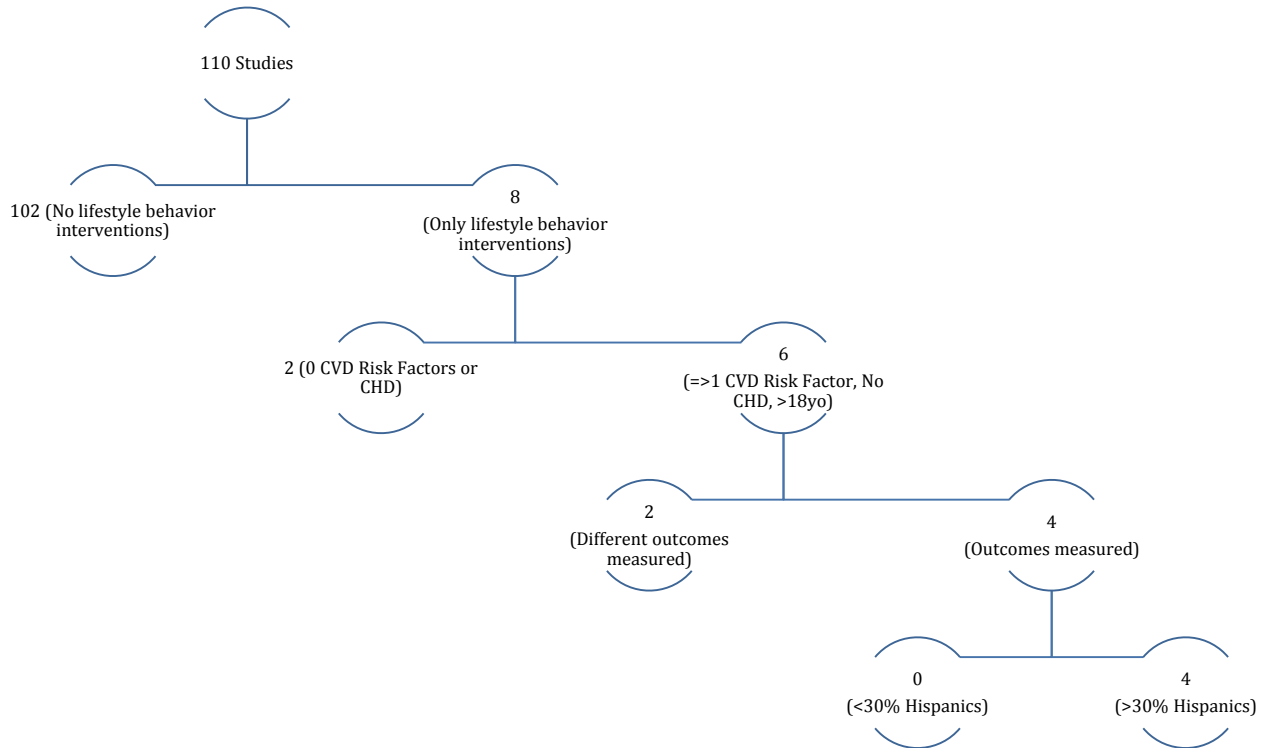 110 Studies
102 (No lifestyle behavior
interventions)
8
(Only lifestyle behavior
interventions)
2 (0 CVD Risk Factors or
CHD)
6
(=>1 CVD Risk Factor, No
CHD, >18yo)
2
(Different outcomes
measured)
4
(Outcomes measured)
0
(<30% Hispanics)
4
(>30% Hispanics)